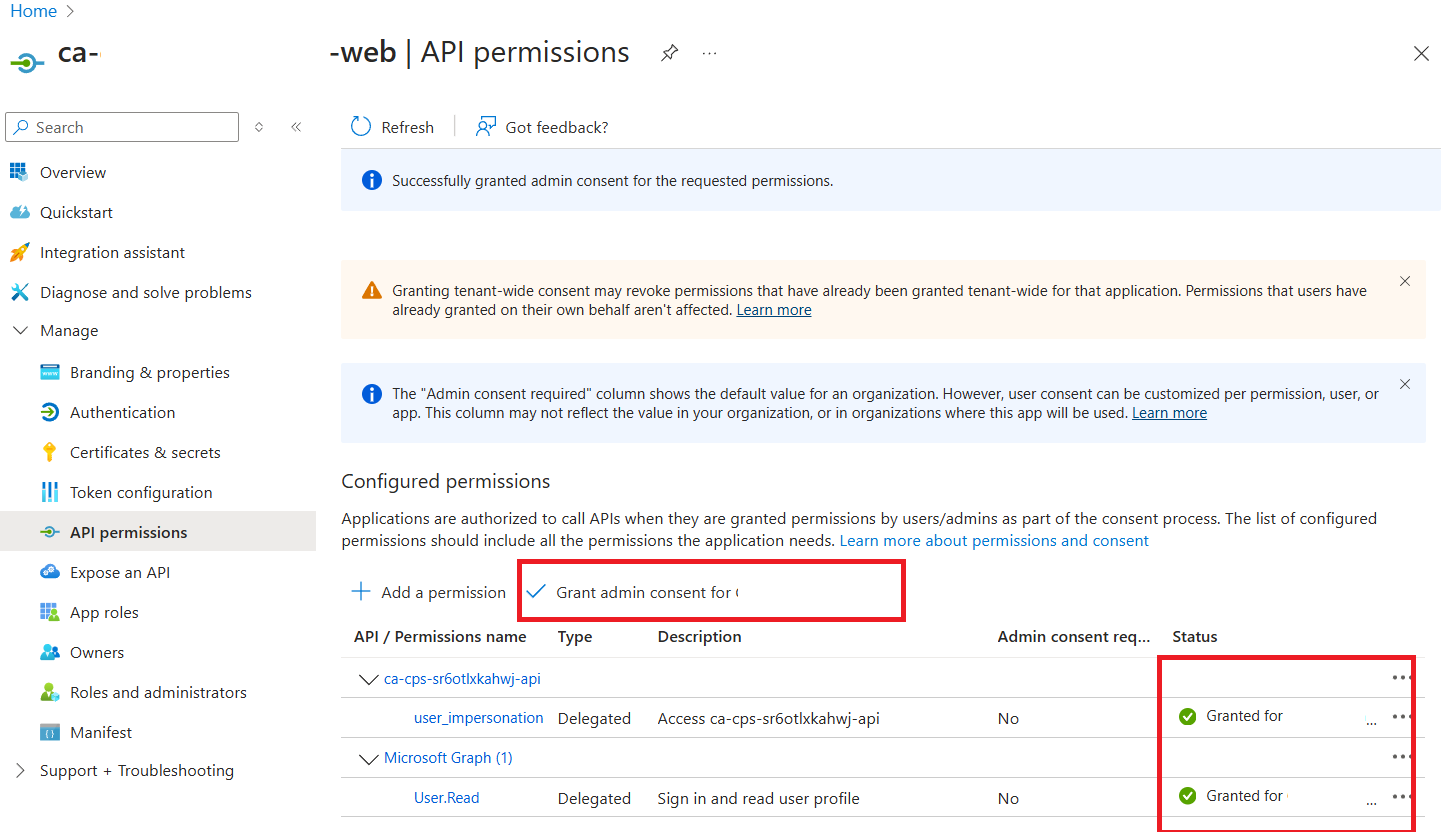 Home
ca-
-web | API permissions
Search
Refresh
Got feedback?
Successfully granted admin consent for the requested permissions.
Overview
Quickstart
Integration assistant
Diagnose and solve problems
Manage
Branding & properties
Authentication
Certificates & secrets
Token configuration
API permissions
Expose an API
App roles
Owners
Roles and administrators
Manifest
Support + Troubleshooting
Granting tenant-wide consent may revoke permissions that have already been granted tenant-wide for that application. Permissions that users have
already granted on their own behalf aren't affected. Learn more
The "Admin consent required" column shows the default value for an organization. However, user consent can be customized per permission, user, or
app. This column may not reflect the value in your organization, or in organizations where this app will be used. Learn more
Configured permissions
Applications are authorized to call APIs when they are granted permissions by users/admins as part of the consent process. The list of configured
permissions should include all the permissions the application needs. Learn more about permissions and consent
Add a permission
Grant admin consent for
API / Permissions name Type Description Admin consent req... Status
ca-cps-sr6otlxkahwj-api
user_impersonation Delegated Access ca-cps-sr6otlxkahwj-api No Granted for ...
Microsoft Graph (1)
User.Read Delegated Sign in and read user profile No Granted for ...